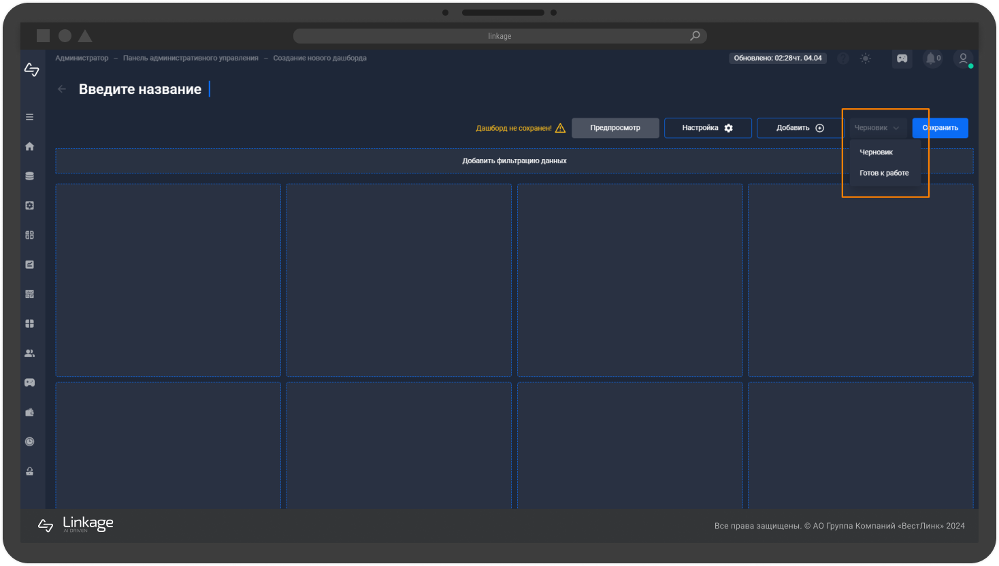 linkage
Администратор – Панель административного управления – Создание нового дашборда
Обновлено: 02:28чт. 04.04
0
Введите название
Дашборд не сохранен!
Предпросмотр
Настройка
Добавить
Черновик
Сохранить
Черновик
Готов к работе
Добавить фильтрацию данных
Linkage
AI DRIVEN
Все права защищены. © АО Группа Компаний «ВестЛинк» 2024